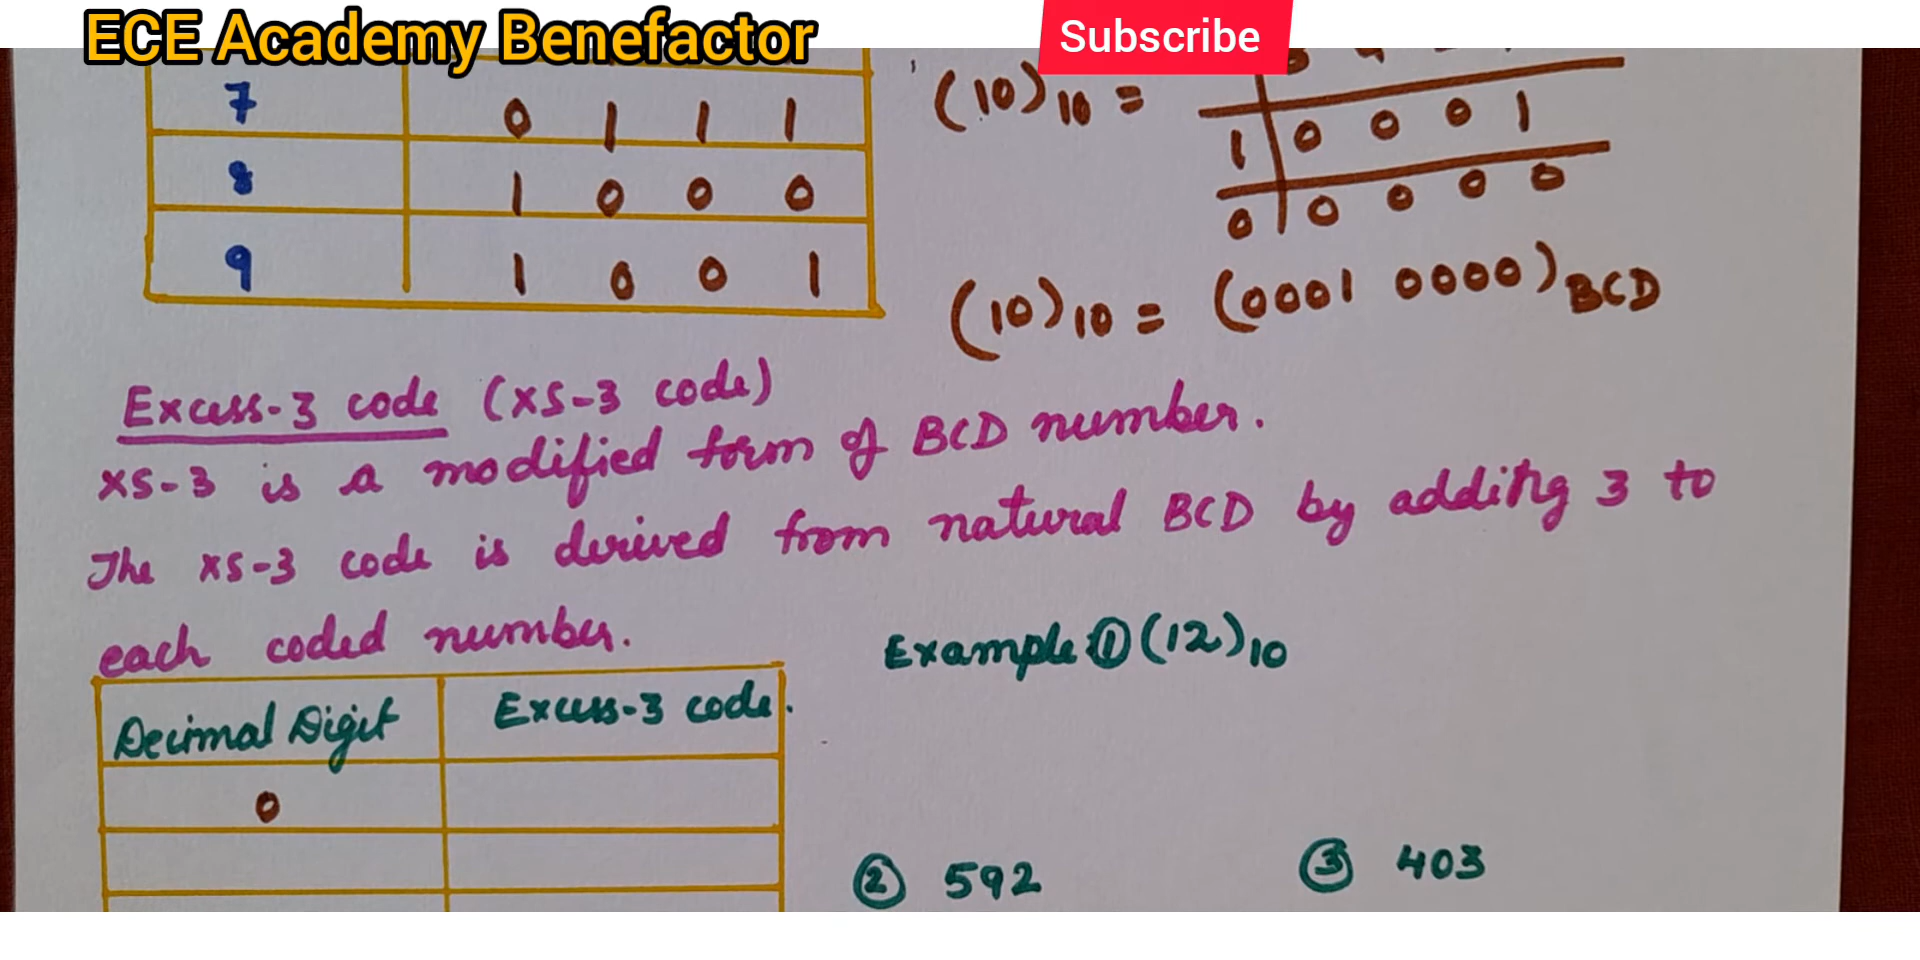 ECE Academy Benefactor
Subscribe
7 0 1 1 1
8 1 0 0 0
9 1 0 0 1
(10)10 =
1 0 0 0 1
0 0 0 0 0
(10)10 = (0001 0000)BCD
Excess-3 code (XS-3 code)
XS-3 is a modified form of BCD number.
The XS-3 code is derived from natural BCD by adding 3 to
each coded number.
Example ① (12)10
Decimal Digit Excess-3 code.
0
② 592
③ 403